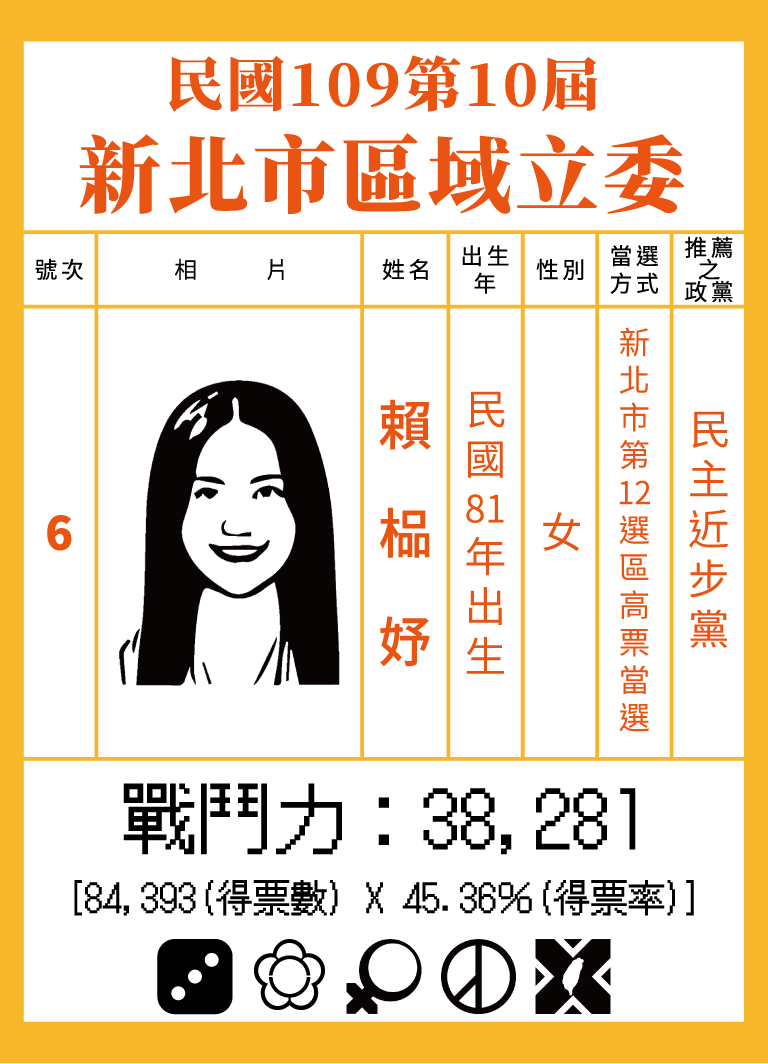 民國109第10屆
新北市區域立委
號次
相 片
姓名
出生
年
性別
當選
方式
推薦
之
政黨
6
賴
榀
妤
民國81年出生
女
新北市第12選區高票當選
民主近步黨
戰鬥力：38,281
[84,393(得票數) X 45.36%(得票率)]